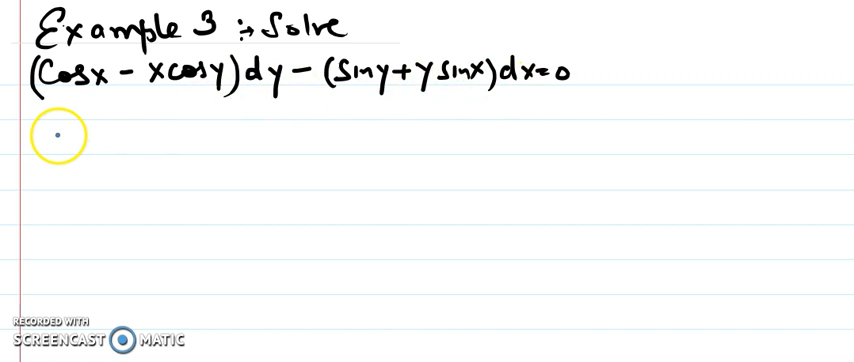 Example 3 :→ Solve
(Cosx - xcosy)dy - (Siny+ysinx)dx=0
RECORDED WITH
SCREENCAST MATIC